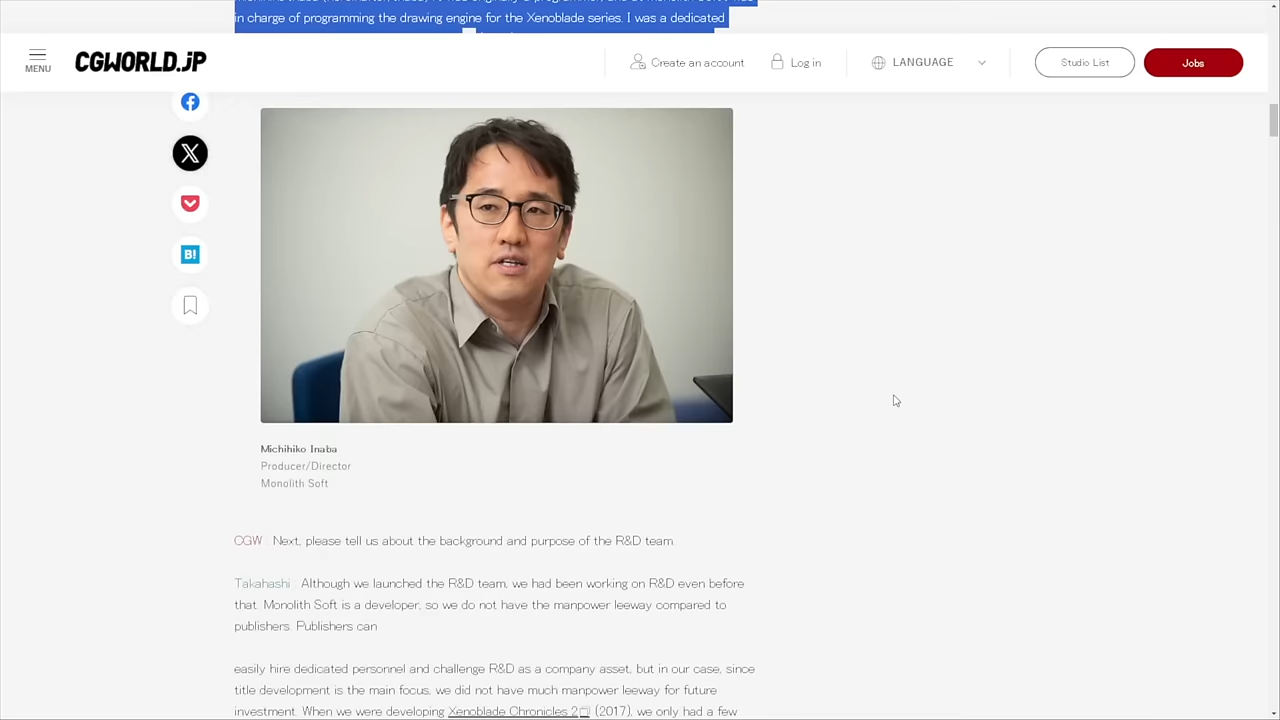 in charge of programming the drawing engine for the Xenoblade series. I was a dedicated
MENU
CGWORLD.JP
Create an account
Log in
LANGUAGE
Studio List
Jobs
B!
Michihiko Inaba
Producer/Director
Monolith Soft
CGW : Next, please tell us about the background and purpose of the R&D team.
Takahashi : Although we launched the R&D team, we had been working on R&D even before
that. Monolith Soft is a developer, so we do not have the manpower leeway compared to
publishers. Publishers can
easily hire dedicated personnel and challenge R&D as a company asset, but in our case, since
title development is the main focus, we did not have much manpower leeway for future
investment. When we were developing Xenoblade Chronicles 2 (2017), we only had a few